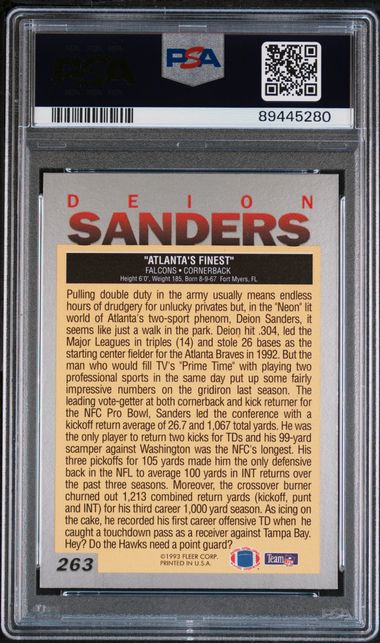 PSA
PSA
89445280
DEION
SANDERS
"ATLANTA'S FINEST"
FALCONS • CORNERBACK
Height 6'0", Weight 185, Born 8-9-67 Fort Myers, FL
Pulling double duty in the army usually means endless
hours of drudgery for unlucky privates but, in the "Neon" lit
world of Atlanta's two-sport phenom, Deion Sanders, it
seems like just a walk in the park. Deion hit .304, led the
Major Leagues in triples (14) and stole 26 bases as the
starting center fielder for the Atlanta Braves in 1992. But the
man who would fill TV's "Prime Time" with playing two
professional sports in the same day put up some fairly
impressive numbers on the gridiron last season. The
leading vote-getter at both cornerback and kick returner for
the NFC Pro Bowl, Sanders led the conference with a
kickoff return average of 26.7 and 1,067 total yards. He was
the only player to return two kicks for TDs and his 99-yard
scamper against Washington was the NFC's longest. His
three pickoffs for 105 yards made him the only defensive
back in the NFL to average 100 yards in INT returns over
the past three seasons. Moreover, the crossover burner
churned out 1,213 combined return yards (kickoff, punt
and INT) for his third career 1,000 yard season. As icing on
the cake, he recorded his first career offensive TD when he
caught a touchdown pass as a receiver against Tampa Bay.
Hey? Do the Hawks need a point guard?
263
©1993 FLEER CORP.
PRINTED IN U.S.A.
Team NFL